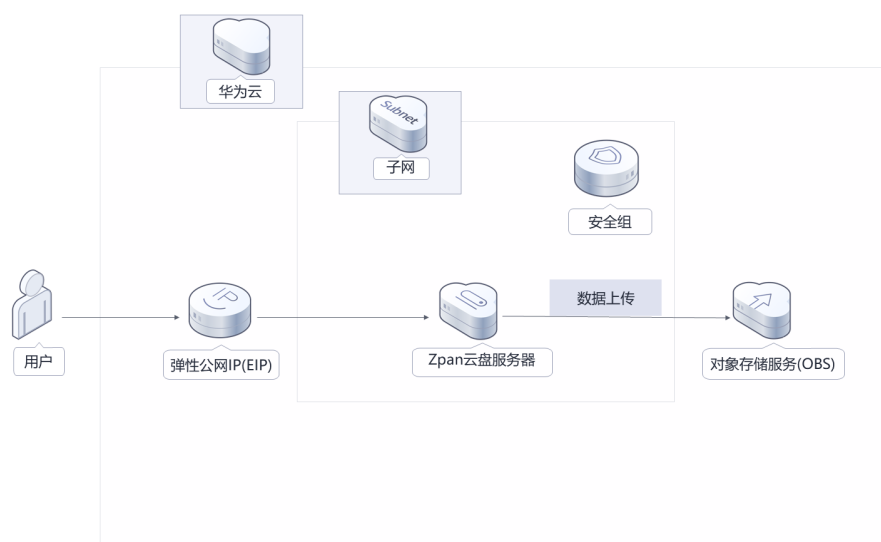 华为云
Subnet
子网
安全组
IP
数据上传
用户
弹性公网IP(EIP)
Zpan云盘服务器
对象存储服务(OBS)